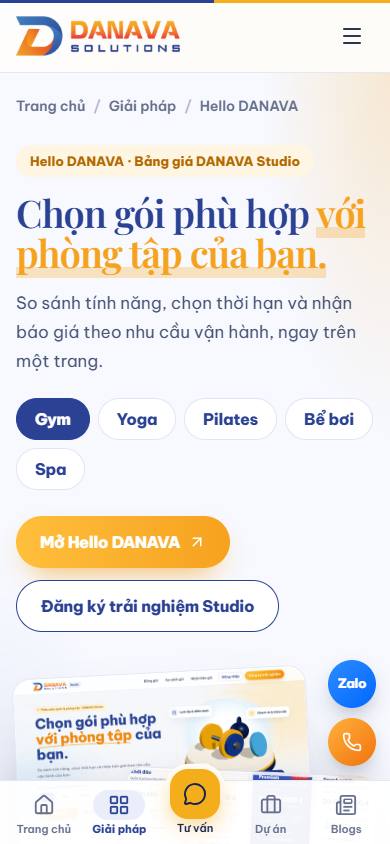 DANAVA
SOLUTIONS
Trang chủ / Giải pháp / Hello DANAVA
Hello DANAVA · Bảng giá DANAVA Studio
Chọn gói phù hợp với
phòng tập của bạn.
So sánh tính năng, chọn thời hạn và nhận
báo giá theo nhu cầu vận hành, ngay trên
một trang.
Gym Yoga Pilates Bể bơi
Spa
Mở Hello DANAVA
Đăng ký trải nghiệm Studio
Zalo
DANAVA
Chọn gói phù hợp
với phòng tập của
bạn.
Trang chủ Giải pháp Tư vấn Dự án Blogs